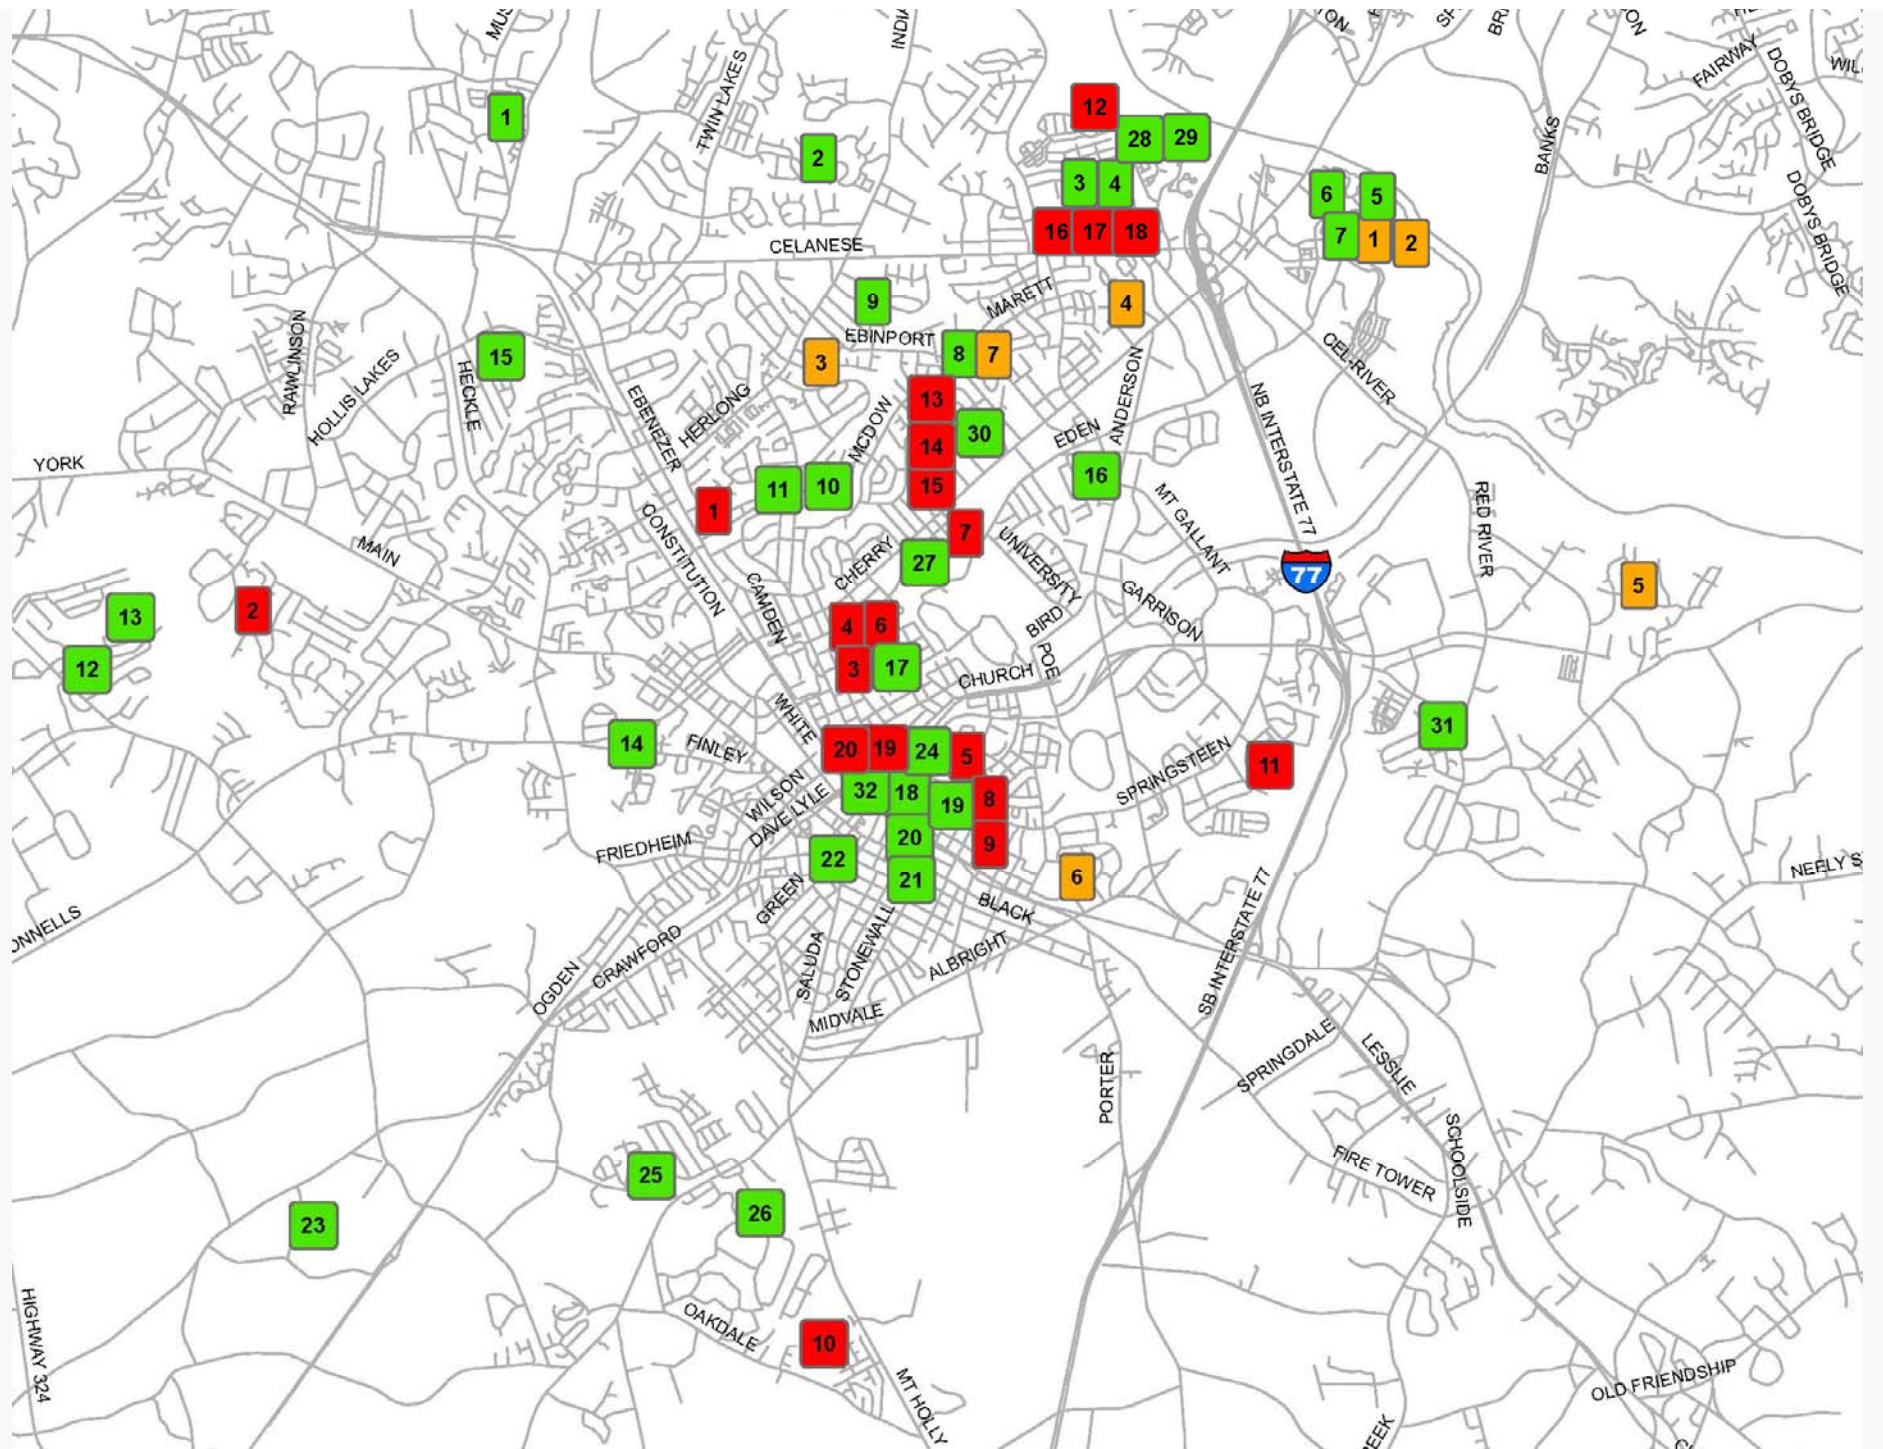 MUS
INDIA
TWIN LAKES
FAIRWAY
DOBYS BRIDGE
WIL
BANKS
1
2
12
28 29
3 4
16 17 18
6 5
7 1 2
DOBYS BRIDGE
CELANESE
9
MARETT
4
EBINPORT
8 7
3
RAWLINSON
HOLLIS LAKES
HECKLE
15
EBENEZER
HERLONG
MCDOW
13
14
15
30
EDEN
ANDERSON
CEL-RIVER
NB INTERSTATE 77
YORK
MAIN
1
11 10
16
MT GALLANT
RED RIVER
CONSTITUTION
CAMDEN
CHERRY
7
27
UNIVERSITY
77
GARRISON
5
13
12
2
4 6
3 17
BIRD
POE
CHURCH
WHITE
14
FINLEY
20 19 24 5
32 18 19 8
WILSON
DAVE LYLE
SPRINGSTEEN
11
31
FRIEDHEIM
22
20
9
21
6
NEELY S
GREEN
BLACK
ONNELLS
OGDEN
CRAWFORD
SALUDA
STONEWALL
ALBRIGHT
MIDVALE
SB INTERSTATE 77
PORTER
SPRINGDALE
LESSLIE
SCHOOLSIDE
FIRE TOWER
25
26
23
HIGHWAY 324
OAKDALE
10
MT HOLLY
OLD FRIENDSHIP
EEK